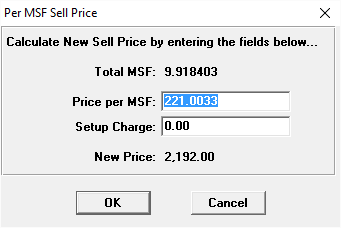 Per MSF Sell Price
Calculate New Sell Price by entering the fields below...
Total MSF: 9.918403
Price per MSF: 221.0033
Setup Charge: 0.00
New Price: 2,192.00
OK Cancel